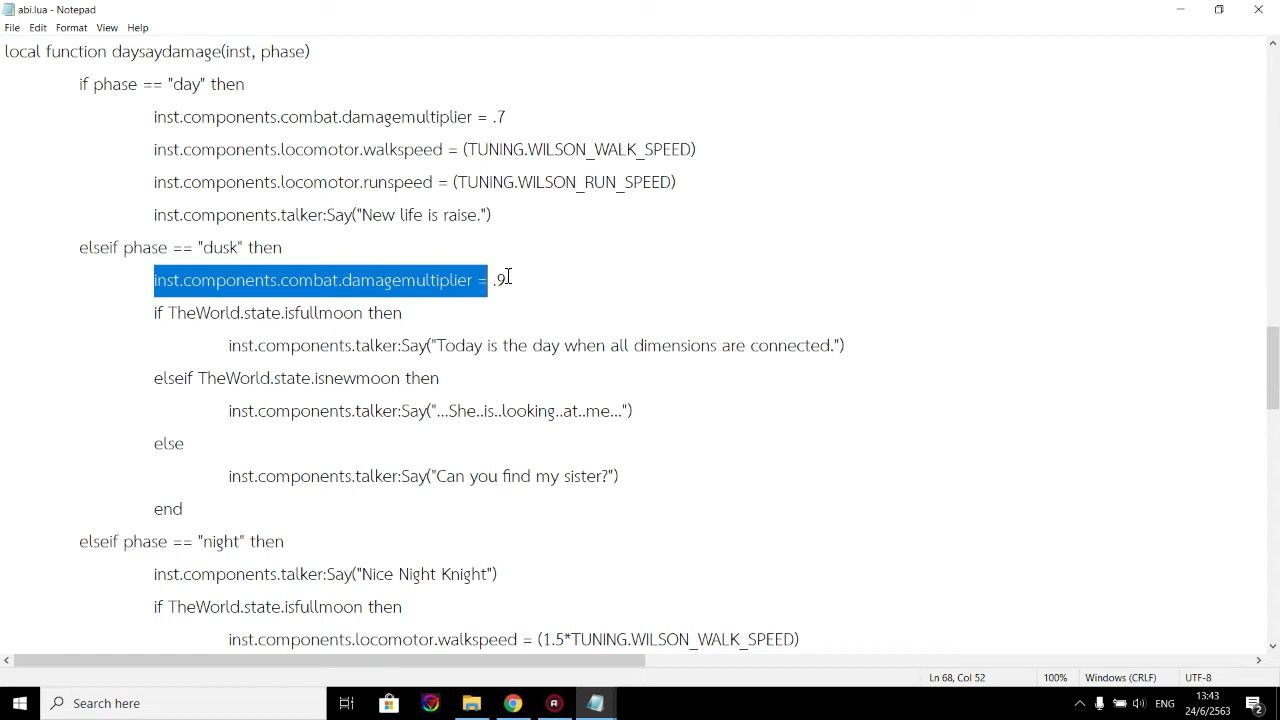 abi.lua - Notepad
File Edit Format View Help
local function daysaydamage(inst, phase)
if phase == "day" then
inst.components.combat.damagemultiplier = .7
inst.components.locomotor.walkspeed = (TUNING.WILSON_WALK_SPEED)
inst.components.locomotor.runspeed = (TUNING.WILSON_RUN_SPEED)
inst.components.talker:Say("New life is raise.")
elseif phase == "dusk" then
inst.components.combat.damagemultiplier = .9
if TheWorld.state.isfullmoon then
inst.components.talker:Say("Today is the day when all dimensions are connected.")
elseif TheWorld.state.isnewmoon then
inst.components.talker:Say("...She..is..looking..at..me...")
else
inst.components.talker:Say("Can you find my sister?")
end
elseif phase == "night" then
inst.components.talker:Say("Nice Night Knight")
if TheWorld.state.isfullmoon then
inst.components.locomotor.walkspeed = (1.5*TUNING.WILSON_WALK_SPEED)
Ln 68, Col 52 100% Windows (CRLF) UTF-8
Search here
ENG
13:43
24/6/2563
2